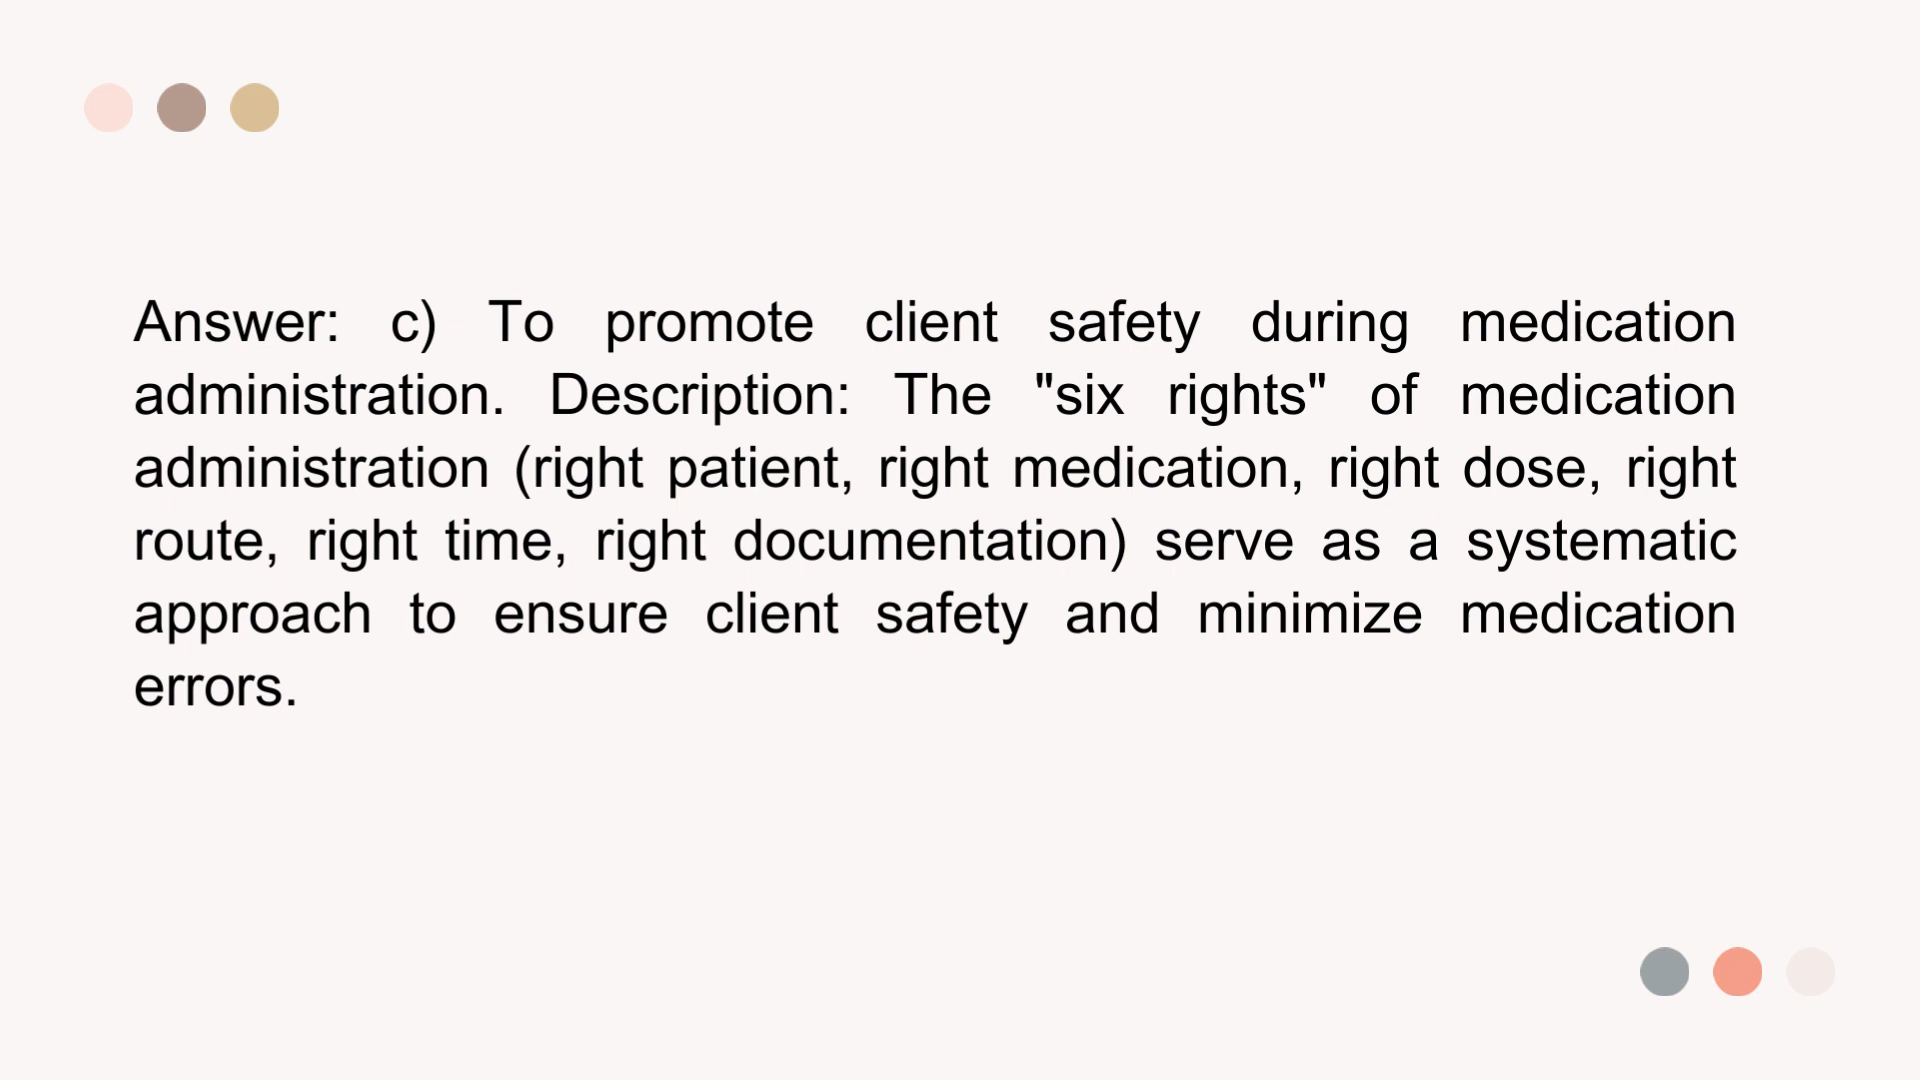 Answer: c) To promote client safety during medication
administration. Description: The "six rights" of medication
administration (right patient, right medication, right dose, right
route, right time, right documentation) serve as a systematic
approach to ensure client safety and minimize medication
errors.